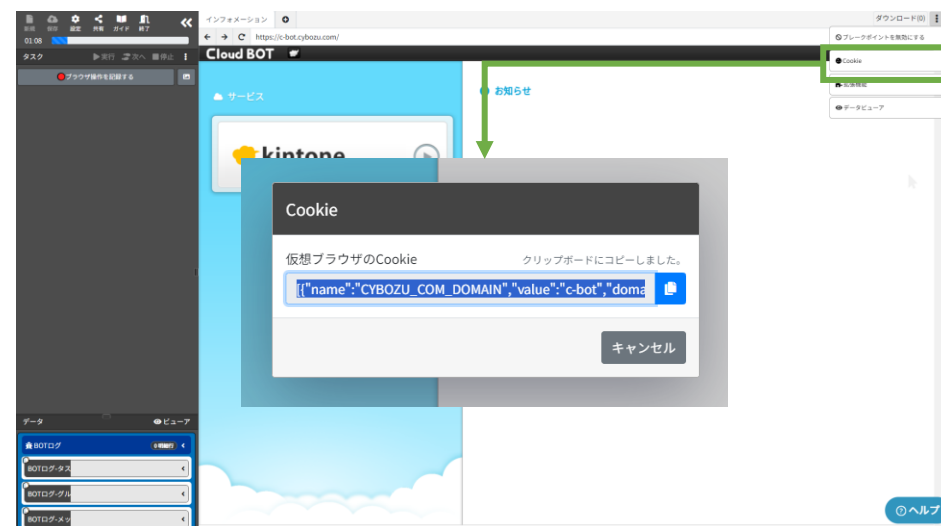 新規 保存 設定 共有 ガイド 終了
01:08
インフォメーション
ダウンロード(0)
https://c-bot.cybozu.com/
タスク
実行 次へ 停止
Cloud BOT
ブラウザ操作を記録する
ブレークポイントを無効にする
Cookie
拡張機能
データビューア
サービス
お知らせ
kintone
Cookie
仮想ブラウザのCookie
クリップボードにコピーしました。
[{"name":"CYBOZU_COM_DOMAIN","value":"c-bot","doma
キャンセル
データ
ビューア
BOTログ
BOTログ-タス
BOTログ-グル
BOTログ-メッ
ヘルプ